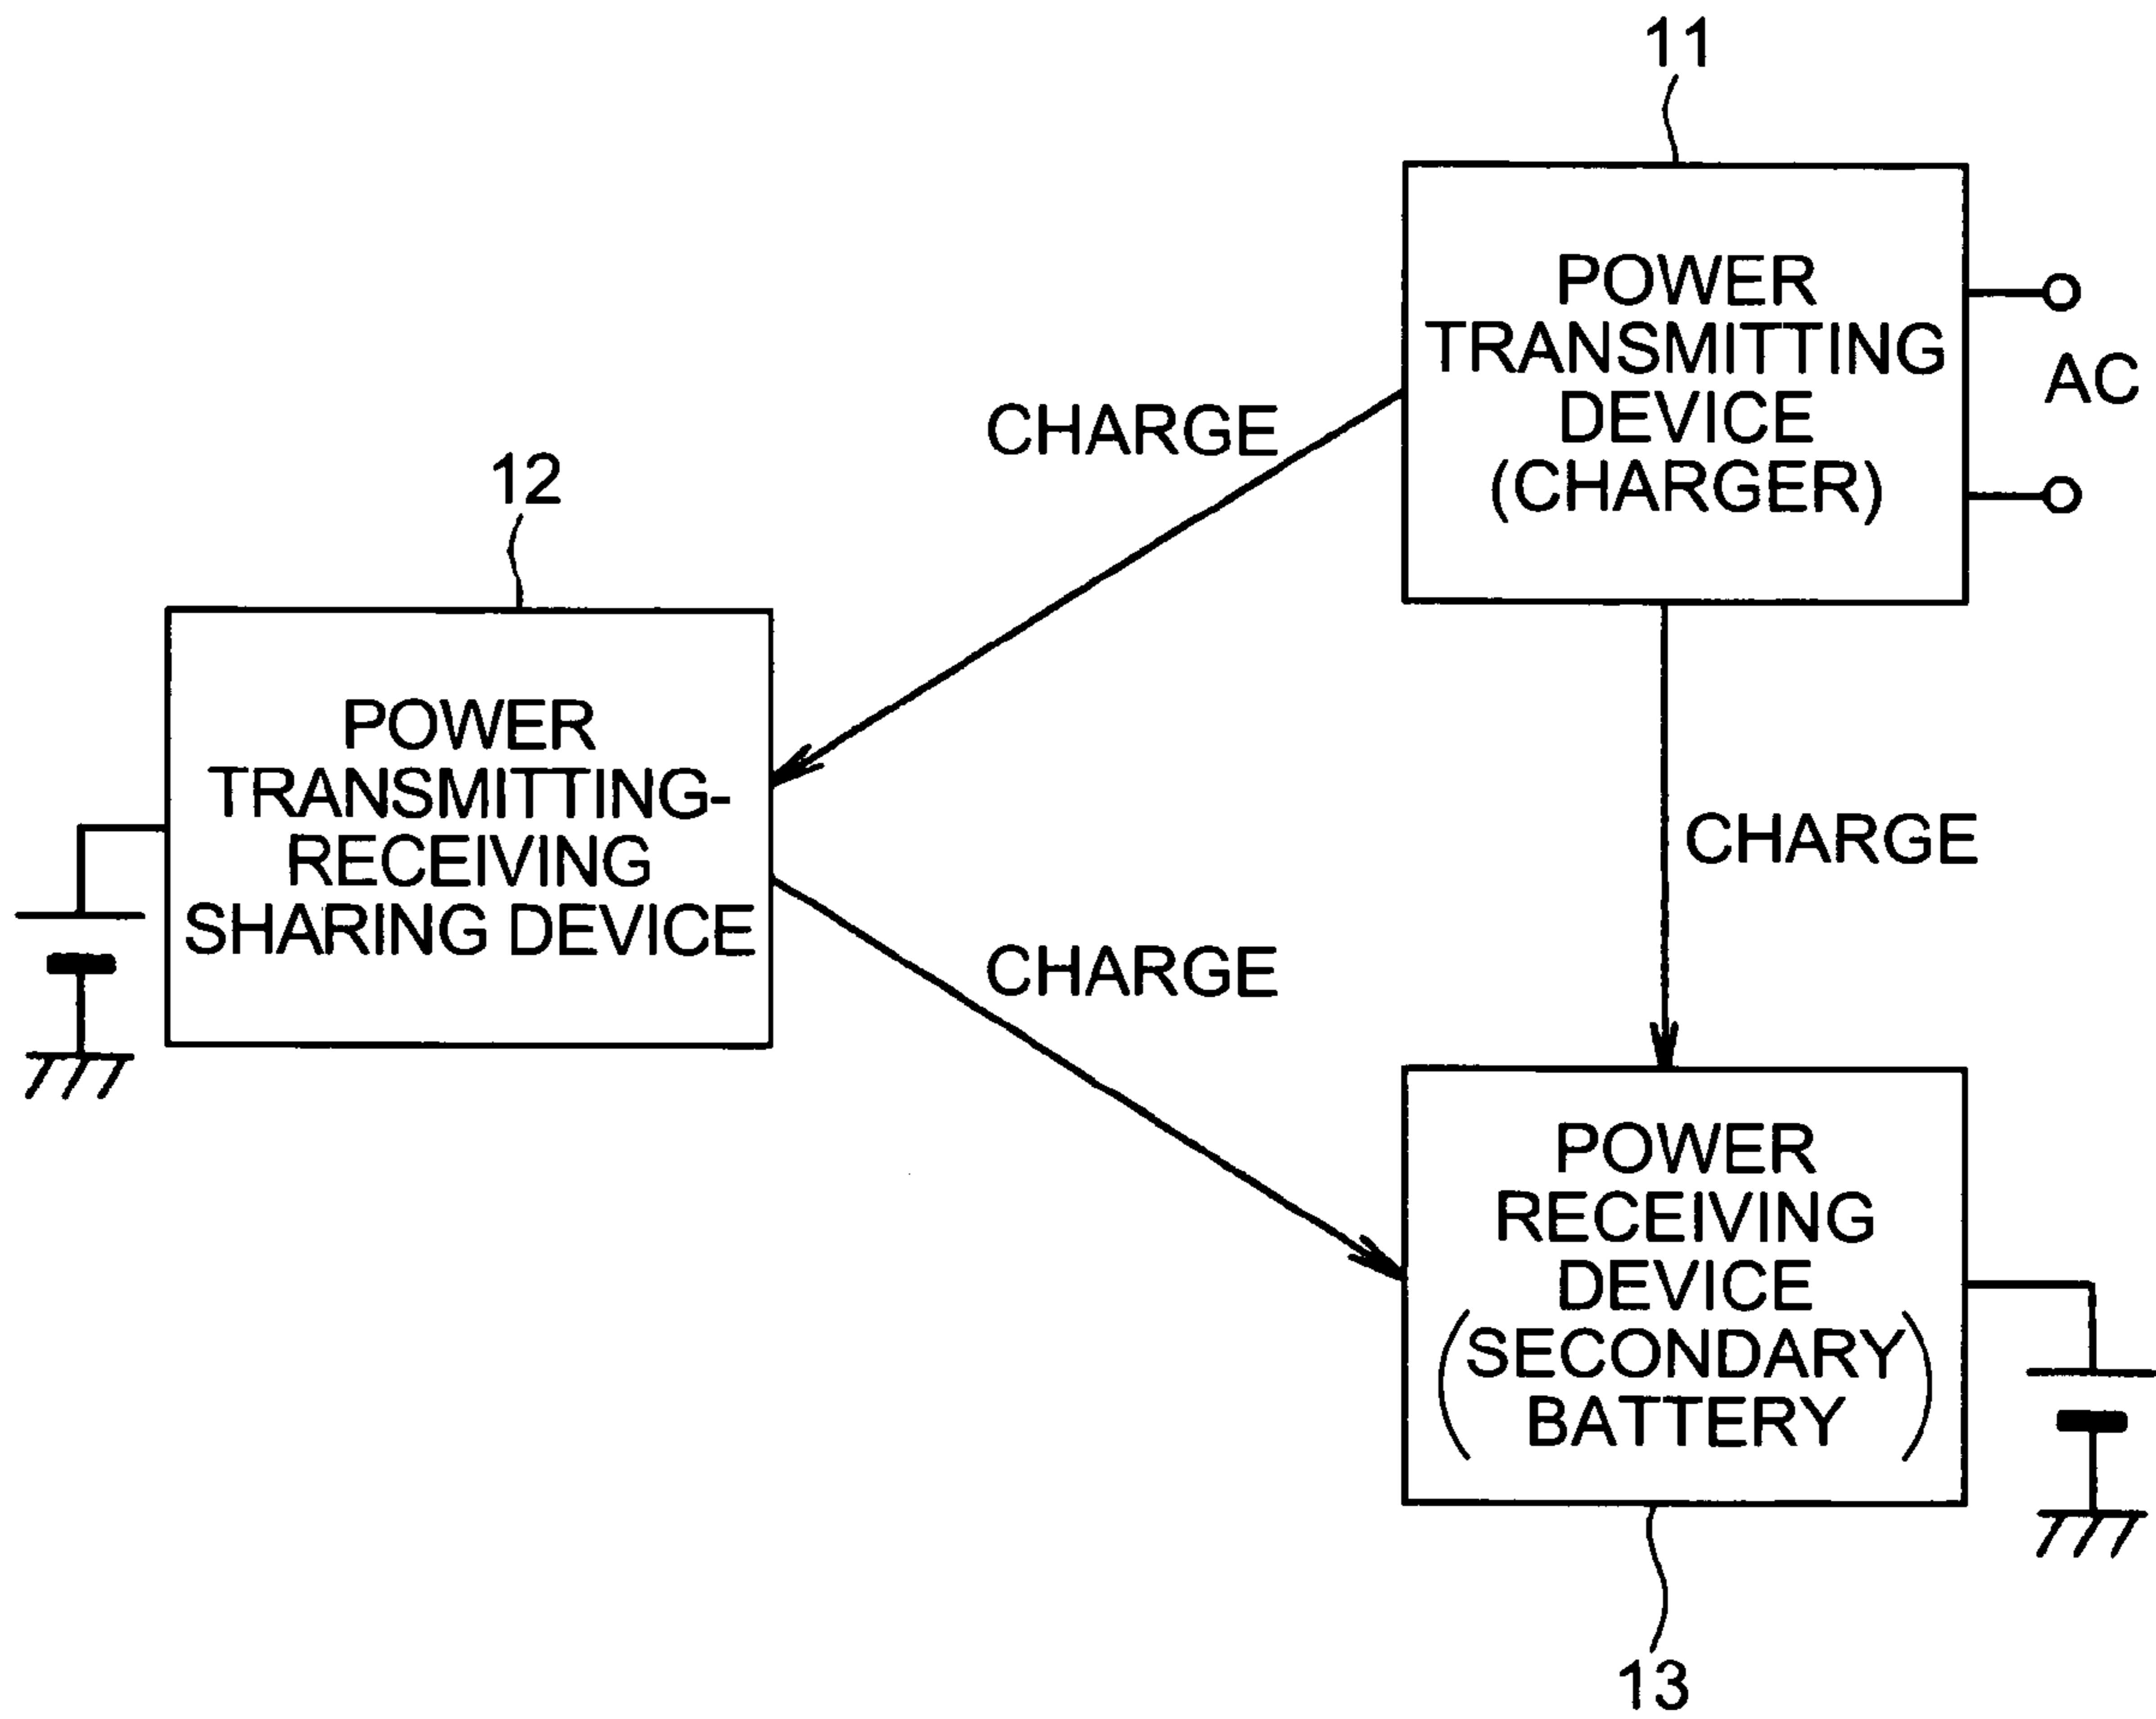 11
POWER
TRANSMITTING
DEVICE
(CHARGER)
AC
CHARGE
12
POWER
TRANSMITTING-
RECEIVING
SHARING DEVICE
CHARGE
CHARGE
POWER
RECEIVING
DEVICE
(SECONDARY
BATTERY)
13